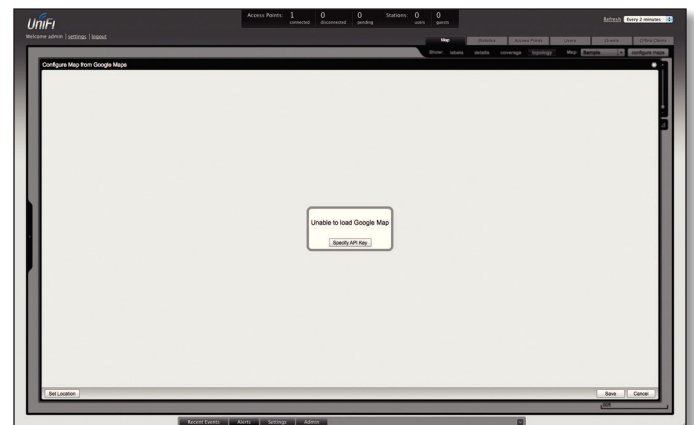 UniFi
Access Points: 1 connected 0 disconnected 0 pending Stations: 0 users 0 guests
Refresh Every 2 minutes
Welcome admin | settings | logout
Map Statistics Access Points Users Guests Offline Clients
Show: labels details coverage topology Map: Sample configure maps
Configure Map from Google Maps
Unable to load Google Map
Specify API Key
Set Location Save Cancel
Recent Events Alerts Settings Admin